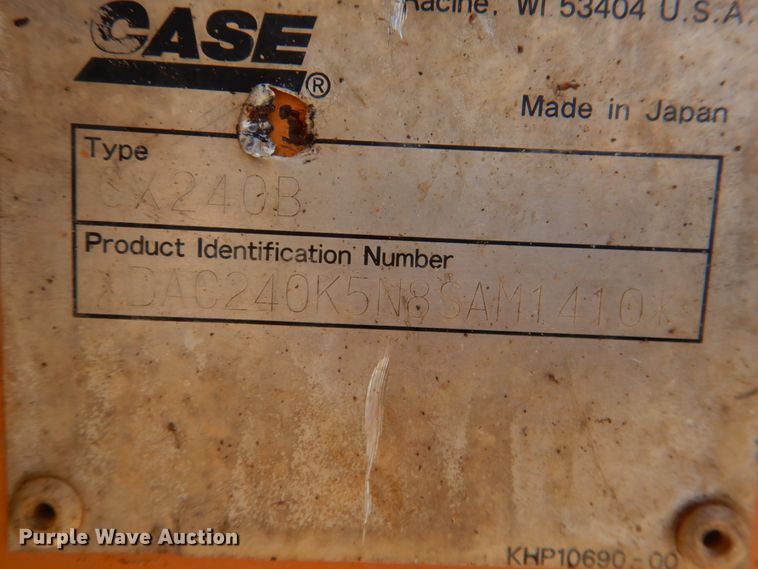 Racine, WI 53404 U.S.A.
CASE
®
Made in Japan
Type
CX240B
Product Identification Number
*DAC240K5N8SAM1410*
Purple Wave Auction
KHP10690-00